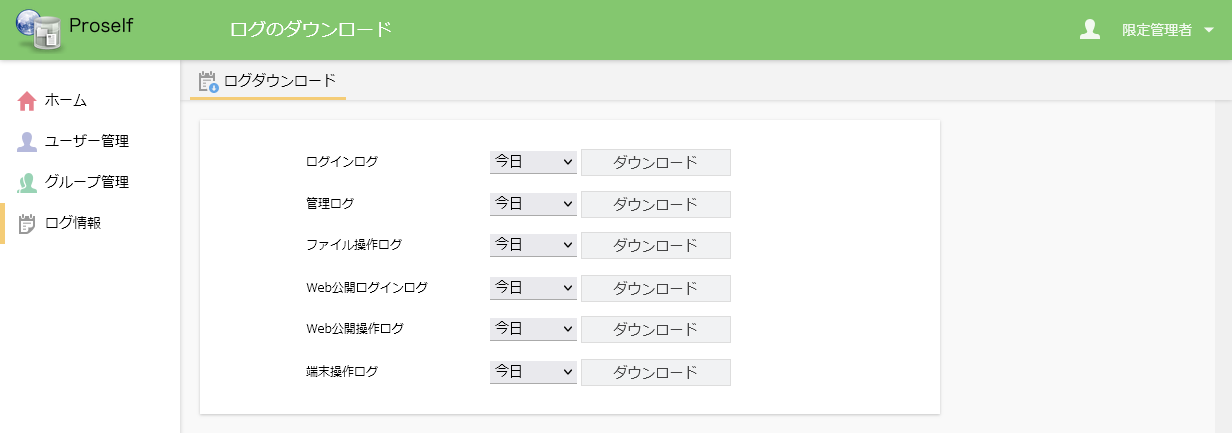 Proself
ログのダウンロード
限定管理者
ホーム
ユーザー管理
グループ管理
ログ情報
ログダウンロード
ログインログ 今日 ダウンロード
管理ログ 今日 ダウンロード
ファイル操作ログ 今日 ダウンロード
Web公開ログインログ 今日 ダウンロード
Web公開操作ログ 今日 ダウンロード
端末操作ログ 今日 ダウンロード